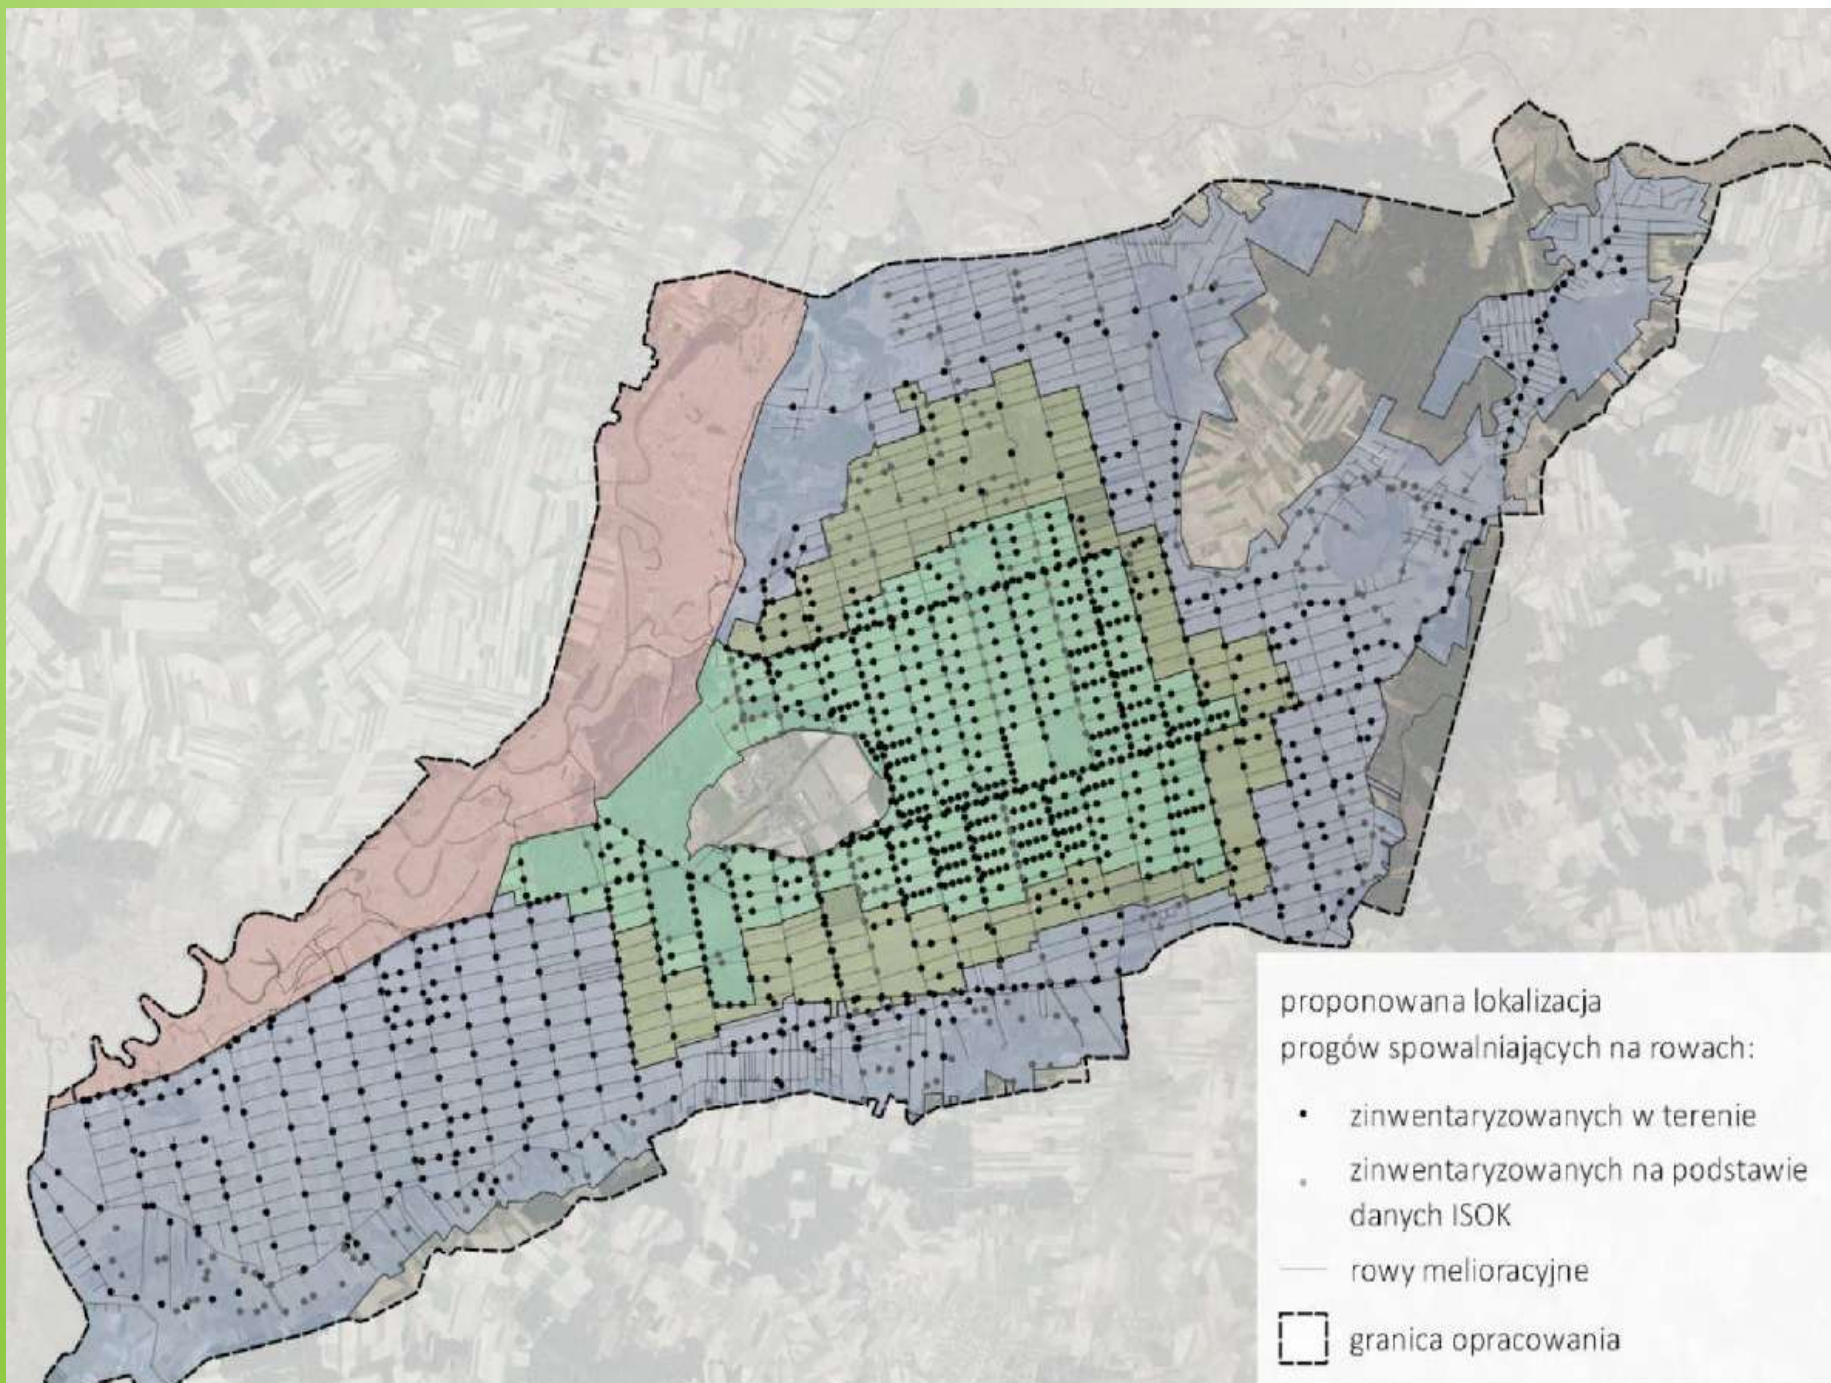 proponowana lokalizacja
progów spowalniających na rowach:
zinwentaryzowanych w terenie
zinwentaryzowanych na podstawie
danych ISOK
rowy melioracyjne
granica opracowania